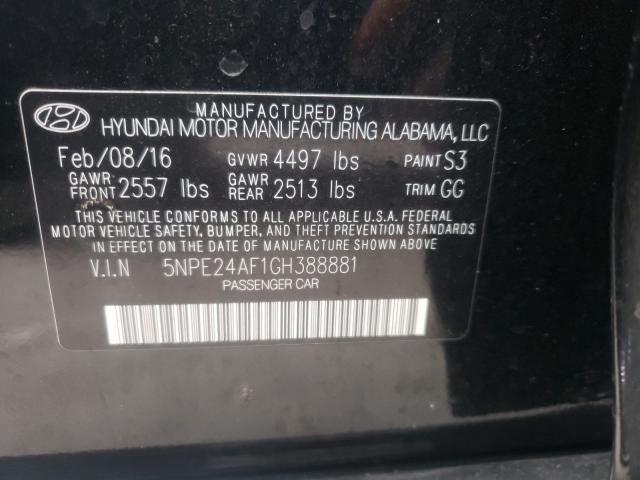 MANUFACTURED BY
HYUNDAI MOTOR MANUFACTURING ALABAMA, LLC
Feb/08/16 GVWR 4497 lbs PAINT S3
GAWR FRONT 2557 lbs GAWR REAR 2513 lbs TRIM GG
THIS VEHICLE CONFORMS TO ALL APPLICABLE U.S.A. FEDERAL
MOTOR VEHICLE SAFETY, BUMPER, AND THEFT PREVENTION STANDARDS
IN EFFECT ON THE DATE OF MANUFACTURE SHOWN ABOVE
V.I.N 5NPE24AF1GH388881
PASSENGER CAR